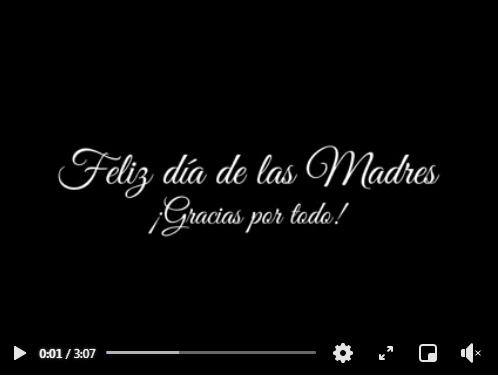 Feliz día de las Madres
¡Gracias por todo!
0:01 / 3:07